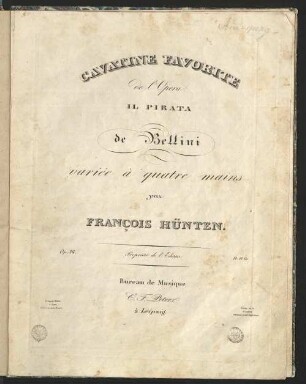 CAVATINE FAVORITE
De l'Opera
IL PIRATA
de Bellini
variée à quatre mains
par
FRANÇOIS HÜNTEN.
Propriété de l'Editeur.
Bureau de Musique
C. F. Peters
à Leipzig.